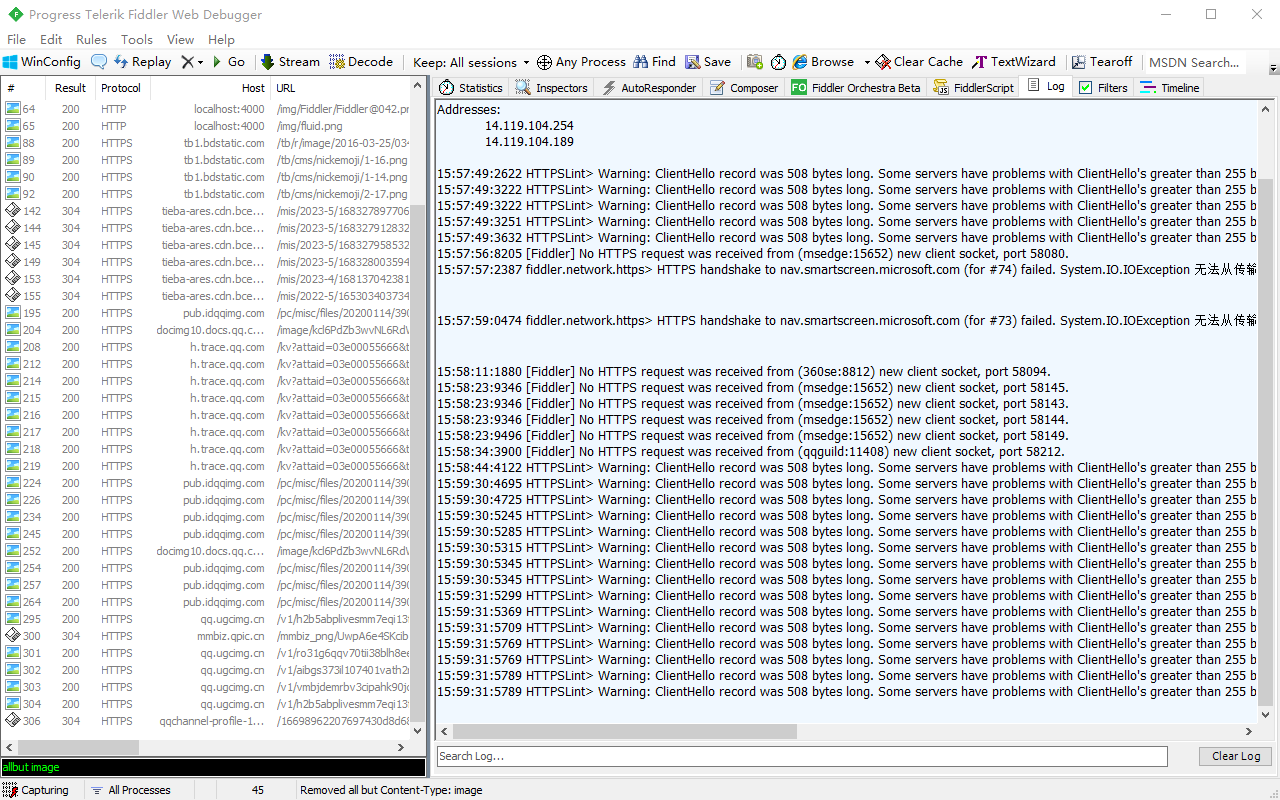 Progress Telerik Fiddler Web Debugger
File Edit Rules Tools View Help
WinConfig Replay Go Stream Decode Keep: All sessions Any Process Find Save Browse Clear Cache TextWizard Tearoff MSDN Search...
# Result Protocol Host URL
64 200 HTTP localhost:4000 /img/Fiddler/Fiddler@042.pn
65 200 HTTP localhost:4000 /img/fluid.png
88 200 HTTPS tb1.bdstatic.com /tb/r/image/2016-03-25/034
89 200 HTTPS tb1.bdstatic.com /tb/cms/nickemoji/1-16.png
90 200 HTTPS tb1.bdstatic.com /tb/cms/nickemoji/1-14.png
92 200 HTTPS tb1.bdstatic.com /tb/cms/nickemoji/2-17.png
142 304 HTTPS tieba-ares.cdn.bce... /mis/2023-5/168327897706
144 304 HTTPS tieba-ares.cdn.bce... /mis/2023-5/168327912832
145 304 HTTPS tieba-ares.cdn.bce... /mis/2023-5/168327958532
149 304 HTTPS tieba-ares.cdn.bce... /mis/2023-5/168328003594
153 304 HTTPS tieba-ares.cdn.bce... /mis/2023-4/168137042381
155 304 HTTPS tieba-ares.cdn.bce... /mis/2022-5/165303403734
195 200 HTTPS pub.idqqimg.com /pc/misc/files/20200114/390
204 200 HTTPS docimg10.docs.qq.c... /image/kcl6PdZb3wvNL6RdW
208 200 HTTPS h.trace.qq.com /kv?attaid=03e00055666&t
212 200 HTTPS h.trace.qq.com /kv?attaid=03e00055666&t
214 200 HTTPS h.trace.qq.com /kv?attaid=03e00055666&t
215 200 HTTPS h.trace.qq.com /kv?attaid=03e00055666&t
216 200 HTTPS h.trace.qq.com /kv?attaid=03e00055666&t
217 200 HTTPS h.trace.qq.com /kv?attaid=03e00055666&t
218 200 HTTPS h.trace.qq.com /kv?attaid=03e00055666&t
219 200 HTTPS h.trace.qq.com /kv?attaid=03e00055666&t
224 200 HTTPS pub.idqqimg.com /pc/misc/files/20200114/390
226 200 HTTPS pub.idqqimg.com /pc/misc/files/20200114/390
234 200 HTTPS pub.idqqimg.com /pc/misc/files/20200114/390
245 200 HTTPS pub.idqqimg.com /pc/misc/files/20200114/390
252 200 HTTPS docimg10.docs.qq.c... /image/kcl6PdZb3wvNL6RdW
254 200 HTTPS pub.idqqimg.com /pc/misc/files/20200114/390
257 200 HTTPS pub.idqqimg.com /pc/misc/files/20200114/390
264 200 HTTPS pub.idqqimg.com /pc/misc/files/20200114/390
295 200 HTTPS qq.ugcimg.cn /v1/h2b5abplivesmm7eqi13f
300 304 HTTPS mmbiz.qpic.cn /mmbiz_png/UwpA6e4SKcib
301 200 HTTPS qq.ugcimg.cn /v1/ro31g6qqv70tii38blh8ee
302 200 HTTPS qq.ugcimg.cn /v1/aibgs373il107401vath2n
303 200 HTTPS qq.ugcimg.cn /v1/vmbjdemrbv3cipahk90jc
304 200 HTTPS qq.ugcimg.cn /v1/h2b5abplivesmm7eqi13f
306 304 HTTPS qqchannel-profile-1... /16698962207697430d8d68
allbut image
Capturing All Processes 45 Removed all but Content-Type: image
Statistics Inspectors AutoResponder Composer FO Fiddler Orchestra Beta FiddlerScript Log Filters Timeline
Addresses:
14.119.104.254
14.119.104.189
15:57:49:2622 HTTPSLint> Warning: ClientHello record was 508 bytes long. Some servers have problems with ClientHello's greater than 255 b
15:57:49:3222 HTTPSLint> Warning: ClientHello record was 508 bytes long. Some servers have problems with ClientHello's greater than 255 b
15:57:49:3222 HTTPSLint> Warning: ClientHello record was 508 bytes long. Some servers have problems with ClientHello's greater than 255 b
15:57:49:3251 HTTPSLint> Warning: ClientHello record was 508 bytes long. Some servers have problems with ClientHello's greater than 255 b
15:57:49:3632 HTTPSLint> Warning: ClientHello record was 508 bytes long. Some servers have problems with ClientHello's greater than 255 b
15:57:56:8205 [Fiddler] No HTTPS request was received from (msedge:15652) new client socket, port 58080.
15:57:57:2387 fiddler.network.https> HTTPS handshake to nav.smartscreen.microsoft.com (for #74) failed. System.IO.IOException 无法从传输
15:57:59:0474 fiddler.network.https> HTTPS handshake to nav.smartscreen.microsoft.com (for #73) failed. System.IO.IOException 无法从传输
15:58:11:1880 [Fiddler] No HTTPS request was received from (360se:8812) new client socket, port 58094.
15:58:23:9346 [Fiddler] No HTTPS request was received from (msedge:15652) new client socket, port 58145.
15:58:23:9346 [Fiddler] No HTTPS request was received from (msedge:15652) new client socket, port 58143.
15:58:23:9346 [Fiddler] No HTTPS request was received from (msedge:15652) new client socket, port 58144.
15:58:23:9496 [Fiddler] No HTTPS request was received from (msedge:15652) new client socket, port 58149.
15:58:34:3900 [Fiddler] No HTTPS request was received from (qqguild:11408) new client socket, port 58212.
15:58:44:4122 HTTPSLint> Warning: ClientHello record was 508 bytes long. Some servers have problems with ClientHello's greater than 255 b
15:59:30:4695 HTTPSLint> Warning: ClientHello record was 508 bytes long. Some servers have problems with ClientHello's greater than 255 b
15:59:30:4725 HTTPSLint> Warning: ClientHello record was 508 bytes long. Some servers have problems with ClientHello's greater than 255 b
15:59:30:5245 HTTPSLint> Warning: ClientHello record was 508 bytes long. Some servers have problems with ClientHello's greater than 255 b
15:59:30:5285 HTTPSLint> Warning: ClientHello record was 508 bytes long. Some servers have problems with ClientHello's greater than 255 b
15:59:30:5315 HTTPSLint> Warning: ClientHello record was 508 bytes long. Some servers have problems with ClientHello's greater than 255 b
15:59:30:5345 HTTPSLint> Warning: ClientHello record was 508 bytes long. Some servers have problems with ClientHello's greater than 255 b
15:59:30:5345 HTTPSLint> Warning: ClientHello record was 508 bytes long. Some servers have problems with ClientHello's greater than 255 b
15:59:31:5299 HTTPSLint> Warning: ClientHello record was 508 bytes long. Some servers have problems with ClientHello's greater than 255 b
15:59:31:5369 HTTPSLint> Warning: ClientHello record was 508 bytes long. Some servers have problems with ClientHello's greater than 255 b
15:59:31:5709 HTTPSLint> Warning: ClientHello record was 508 bytes long. Some servers have problems with ClientHello's greater than 255 b
15:59:31:5769 HTTPSLint> Warning: ClientHello record was 508 bytes long. Some servers have problems with ClientHello's greater than 255 b
15:59:31:5769 HTTPSLint> Warning: ClientHello record was 508 bytes long. Some servers have problems with ClientHello's greater than 255 b
15:59:31:5789 HTTPSLint> Warning: ClientHello record was 508 bytes long. Some servers have problems with ClientHello's greater than 255 b
15:59:31:5789 HTTPSLint> Warning: ClientHello record was 508 bytes long. Some servers have problems with ClientHello's greater than 255 b
Search Log... Clear Log